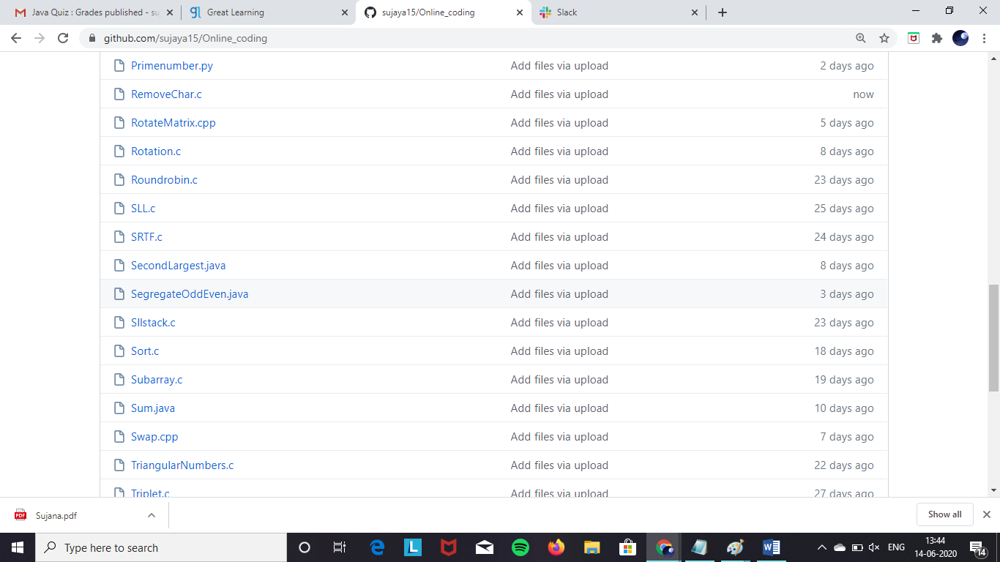 Java Quiz : Grades published - su
Great Learning
sujaya15/Online_coding
Slack
github.com/sujaya15/Online_coding
Primenumber.py Add files via upload 2 days ago
RemoveChar.c Add files via upload now
RotateMatrix.cpp Add files via upload 5 days ago
Rotation.c Add files via upload 8 days ago
Roundrobin.c Add files via upload 23 days ago
SLL.c Add files via upload 25 days ago
SRTF.c Add files via upload 24 days ago
SecondLargest.java Add files via upload 8 days ago
SegregateOddEven.java Add files via upload 3 days ago
Sllstack.c Add files via upload 23 days ago
Sort.c Add files via upload 18 days ago
Subarray.c Add files via upload 19 days ago
Sum.java Add files via upload 10 days ago
Swap.cpp Add files via upload 7 days ago
TriangularNumbers.c Add files via upload 22 days ago
Triplet.c Add files via upload 27 days ago
PDF Sujana.pdf Show all
Type here to search
ENG
13:44
14-06-2020
14